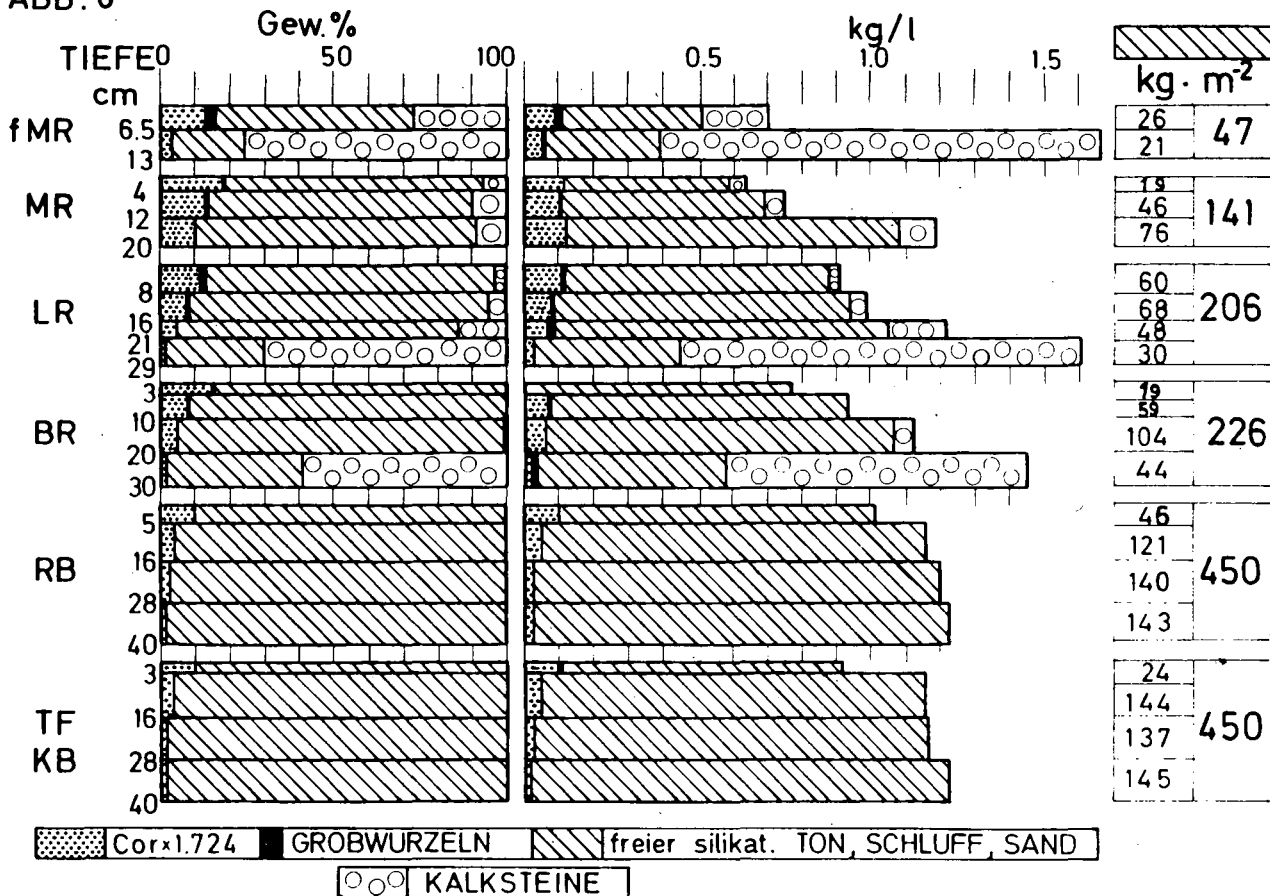 ABB. 6
Gew.% kg/l
TIEFE 0 50 100 0.5 1.0 1.5
cm kg·m⁻²
fMR 6.5 26 47
13 21
MR 4 19 141
12 46
20 76
LR 8 60 206
16 68
21 48
29 30
BR 3 19 226
10 59
20 104
30 44
RB 5 46 450
16 121
28 140
40 143
TF KB 3 24 450
16 144
28 137
40 145
Cor×1.724 GROBWURZELN freier silikat. TON, SCHLUFF, SAND
KALKSTEINE